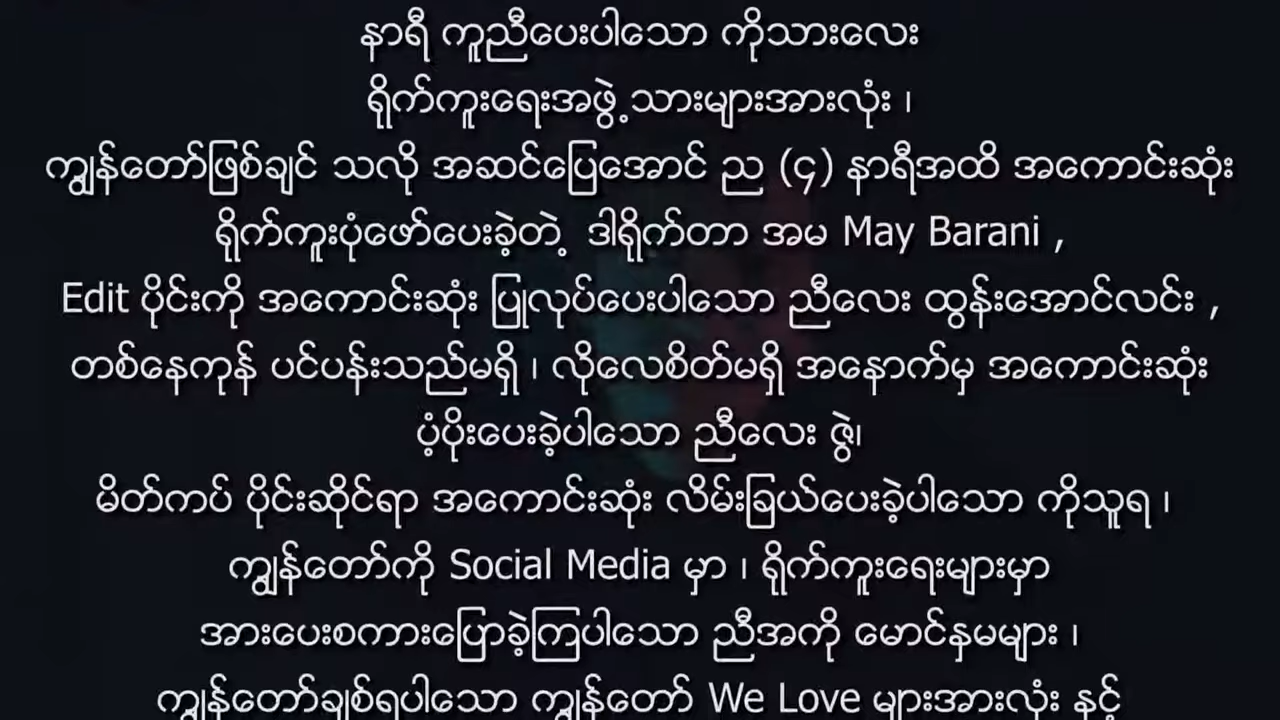 နာရီ ကူညီပေးပါသော ကိုသားလေး
ရိုက်ကူးရေးအဖွဲ့သားများအားလုံး ၊
ကျွန်တော်ဖြစ်ချင် သလို အဆင်ပြေအောင် ည (၄) နာရီအထိ အကောင်းဆုံး
ရိုက်ကူးပုံဖော်ပေးခဲ့တဲ့ ဒါရိုက်တာ အမ May Barani ,
Edit ပိုင်းကို အကောင်းဆုံး ပြုလုပ်ပေးပါသော ညီလေး ထွန်းအောင်လင်း ,
တစ်နေကုန် ပင်ပန်းသည်မရှိ ၊ လိုလေစိတ်မရှိ အနောက်မှ အကောင်းဆုံး
ပံ့ပိုးပေးခဲ့ပါသော ညီလေး ဇွဲ၊
မိတ်ကပ် ပိုင်းဆိုင်ရာ အကောင်းဆုံး လိမ်းခြယ်ပေးခဲ့ပါသော ကိုသူရ ၊
ကျွန်တော်ကို Social Media မှာ ၊ ရိုက်ကူးရေးများမှာ
အားပေးစကားပြောခဲ့ကြပါသော ညီအကို မောင်နှမများ ၊
ကျွန်တော်ချစ်ရပါသော ကျွန်တော် We Love များအားလုံး နှင့်